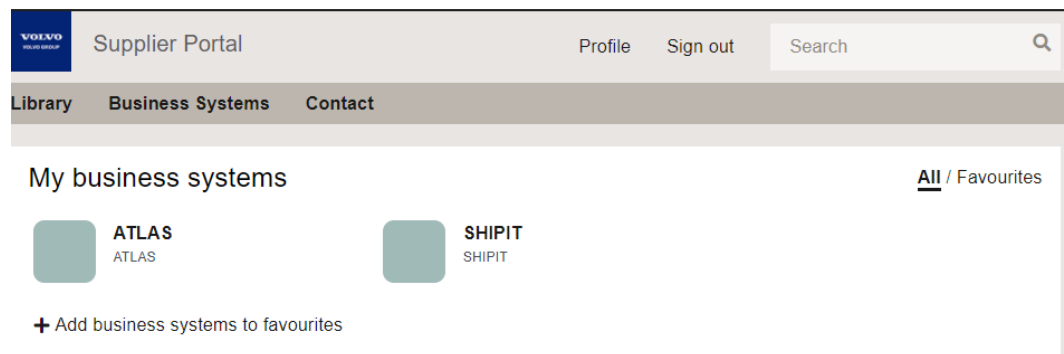 VOLVO
VOLVO GROUP
Supplier Portal
Profile Sign out Search
Library Business Systems Contact
My business systems
All / Favourites
ATLAS
ATLAS
SHIPIT
SHIPIT
+ Add business systems to favourites